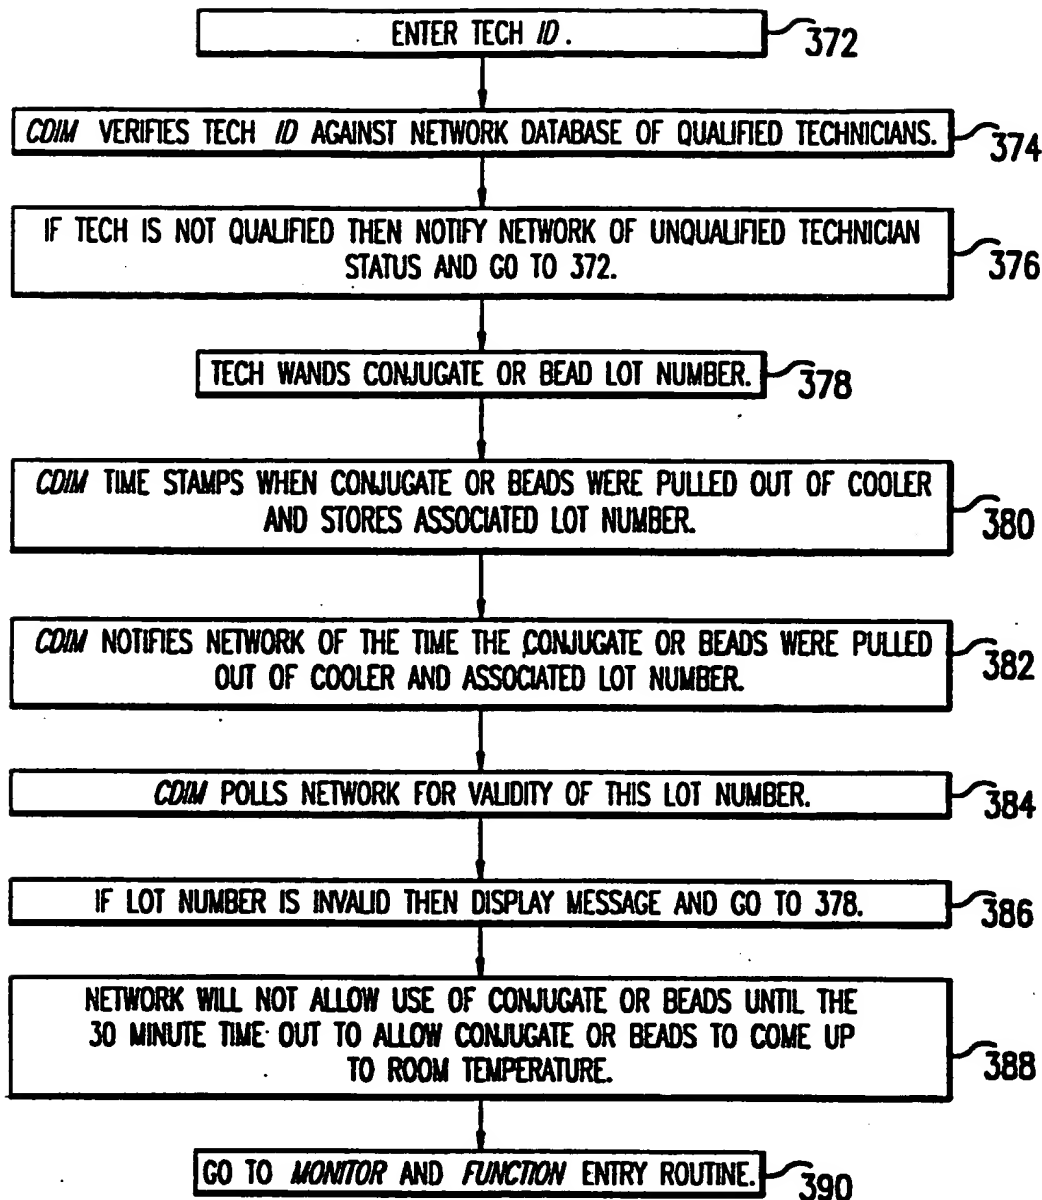 ENTER TECH ID.
372
CDIM VERIFIES TECH ID AGAINST NETWORK DATABASE OF QUALIFIED TECHNICIANS.
374
IF TECH IS NOT QUALIFIED THEN NOTIFY NETWORK OF UNQUALIFIED TECHNICIAN
STATUS AND GO TO 372.
376
TECH WANDS CONJUGATE OR BEAD LOT NUMBER.
378
CDIM TIME STAMPS WHEN CONJUGATE OR BEADS WERE PULLED OUT OF COOLER
AND STORES ASSOCIATED LOT NUMBER.
380
CDIM NOTIFIES NETWORK OF THE TIME THE CONJUGATE OR BEADS WERE PULLED
OUT OF COOLER AND ASSOCIATED LOT NUMBER.
382
CDIM POLLS NETWORK FOR VALIDITY OF THIS LOT NUMBER.
384
IF LOT NUMBER IS INVALID THEN DISPLAY MESSAGE AND GO TO 378.
386
NETWORK WILL NOT ALLOW USE OF CONJUGATE OR BEADS UNTIL THE
30 MINUTE TIME OUT TO ALLOW CONJUGATE OR BEADS TO COME UP
TO ROOM TEMPERATURE.
388
GO TO MONITOR AND FUNCTION ENTRY ROUTINE.
390